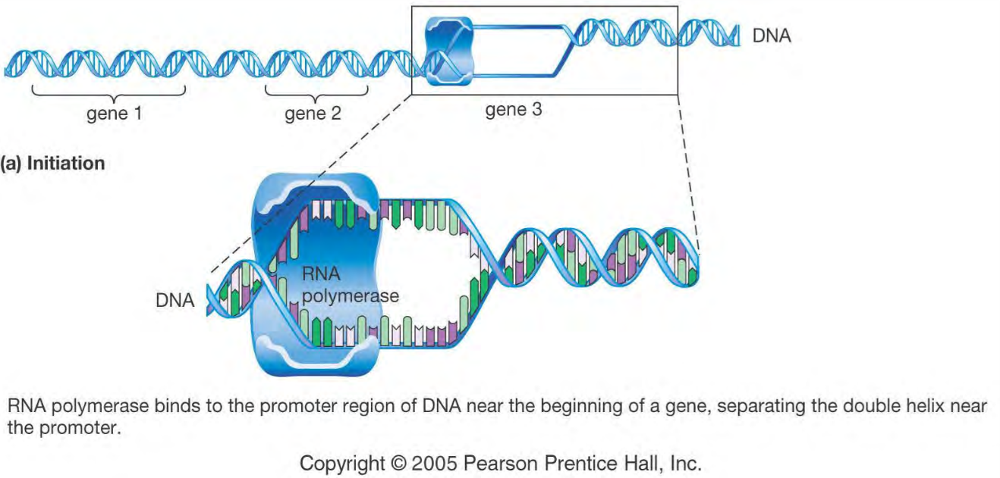 DNA
gene 1
gene 2
gene 3
(a) Initiation
RNA
polymerase
DNA
RNA polymerase binds to the promoter region of DNA near the beginning of a gene, separating the double helix near
the promoter.
Copyright © 2005 Pearson Prentice Hall, Inc.